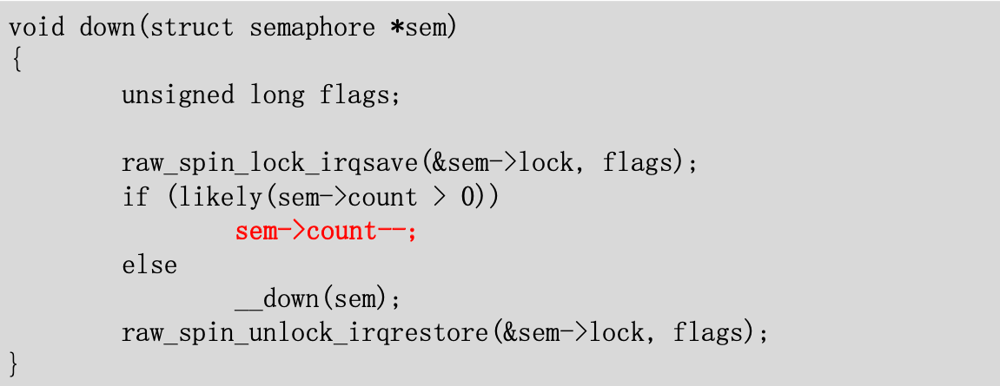 void down(struct semaphore *sem)
{
        unsigned long flags;

        raw_spin_lock_irqsave(&sem->lock, flags);
        if (likely(sem->count > 0))
                sem->count--;
        else
                __down(sem);
        raw_spin_unlock_irqrestore(&sem->lock, flags);
}